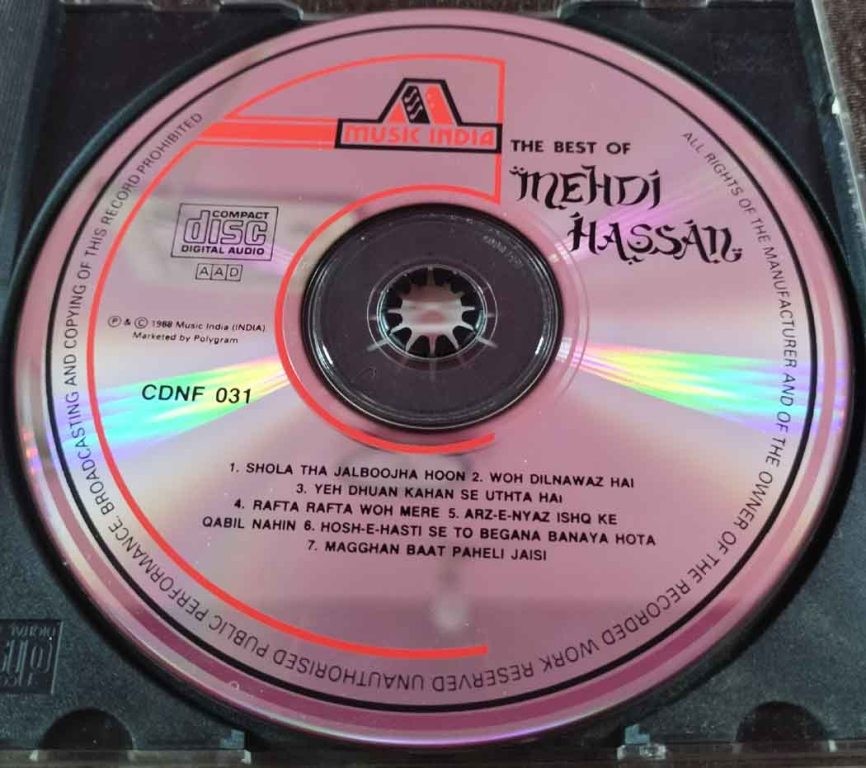 MUSIC INDIA
THE BEST OF
MEHDI
HASSAN
COMPACT
disc
DIGITAL AUDIO
AAD
Ⓟ & © 1988 Music India (INDIA)
Marketed by Polygram
CDNF 031
1. SHOLA THA JALBOOJHA HOON 2. WOH DILNAWAZ HAI
3. YEH DHUAN KAHAN SE UTHTA HAI
4. RAFTA RAFTA WOH MERE 5. ARZ-E-NYAZ ISHQ KE
QABIL NAHIN 6. HOSH-E-HASTI SE TO BEGANA BANAYA HOTA
7. MAGGHAN BAAT PAHELI JAISI
ALL RIGHTS OF THE MANUFACTURER AND OF THE OWNER OF THE RECORDED WORK RESERVED UNAUTHORISED PUBLIC PERFORMANCE, BROADCASTING AND COPYING OF THIS RECORD PROHIBITED